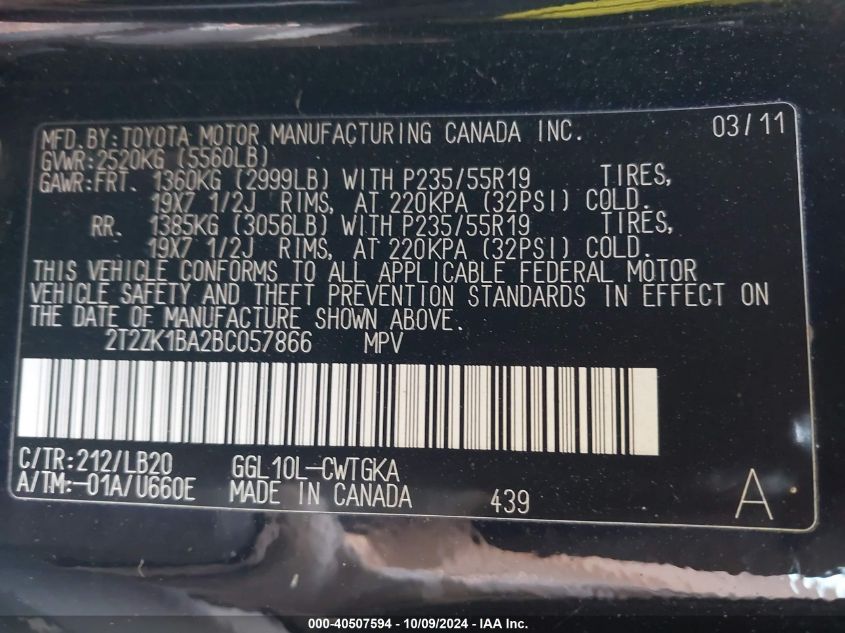 MFD.BY:TOYOTA MOTOR MANUFACTURING CANADA INC. 03/11
GVWR:2520KG (5560LB)
GAWR:FRT. 1360KG (2999LB) WITH P235/55R19 TIRES,
19X7 1/2J RIMS, AT 220KPA (32PSI) COLD.
RR. 1385KG (3056LB) WITH P235/55R19 TIRES,
19X7 1/2J RIMS, AT 220KPA (32PSI) COLD.
THIS VEHICLE CONFORMS TO ALL APPLICABLE FEDERAL MOTOR
VEHICLE SAFETY AND THEFT PREVENTION STANDARDS IN EFFECT ON
THE DATE OF MANUFACTURE SHOWN ABOVE.
2T2ZK1BA2BC057866 MPV
C/TR:212/LB20 GGL10L-CWTGKA
A/TM:-01A/U660E MADE IN CANADA 439 A
000-40507594 - 10/09/2024 - IAA Inc.